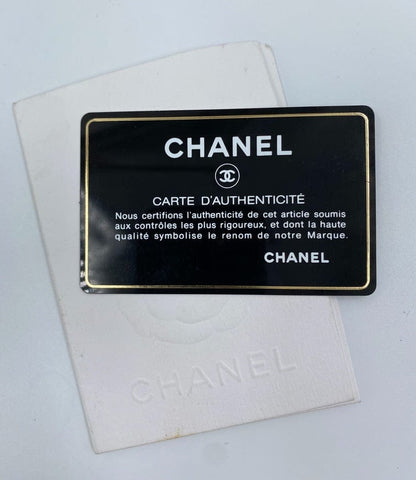 CHANEL
CARTE D'AUTHENTICITÉ
Nous certifions l'authenticité de cet article soumis
aux contrôles les plus rigoureux, et dont la haute
qualité symbolise le renom de notre Marque.
CHANEL
CHANEL